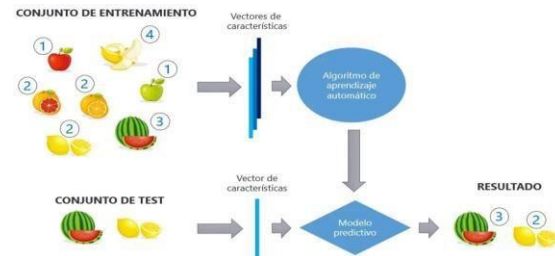 CONJUNTO DE ENTRENAMIENTO
Vectores de
características
1
4
1
2
2
2
3
Algoritmo de
aprendizaje
automático
CONJUNTO DE TEST
Vector de
características
Modelo
predictivo
RESULTADO
3
2